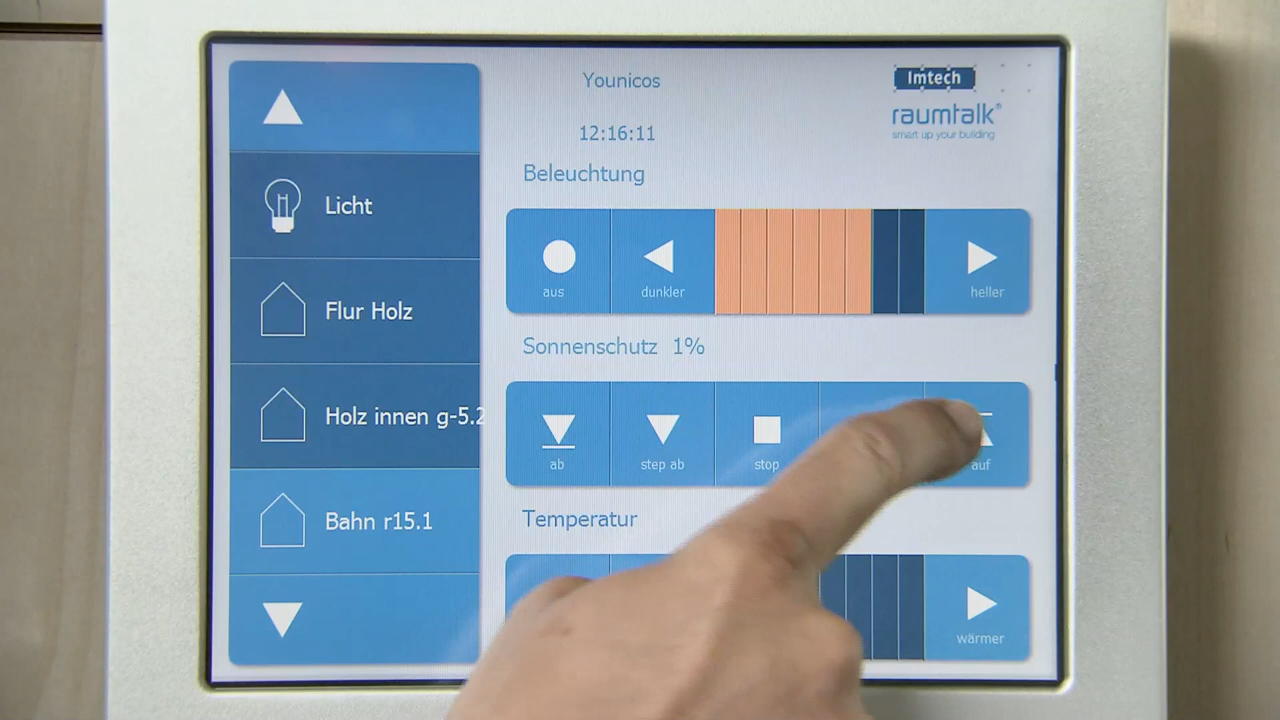 Younicos
Imtech
raumtalk®
smart up your building
12:16:11
Licht
Flur Holz
Holz innen g-5.2
Bahn r15.1
Beleuchtung
aus
dunkler
heller
Sonnenschutz 1%
ab
step ab
stop
auf
Temperatur
wärmer